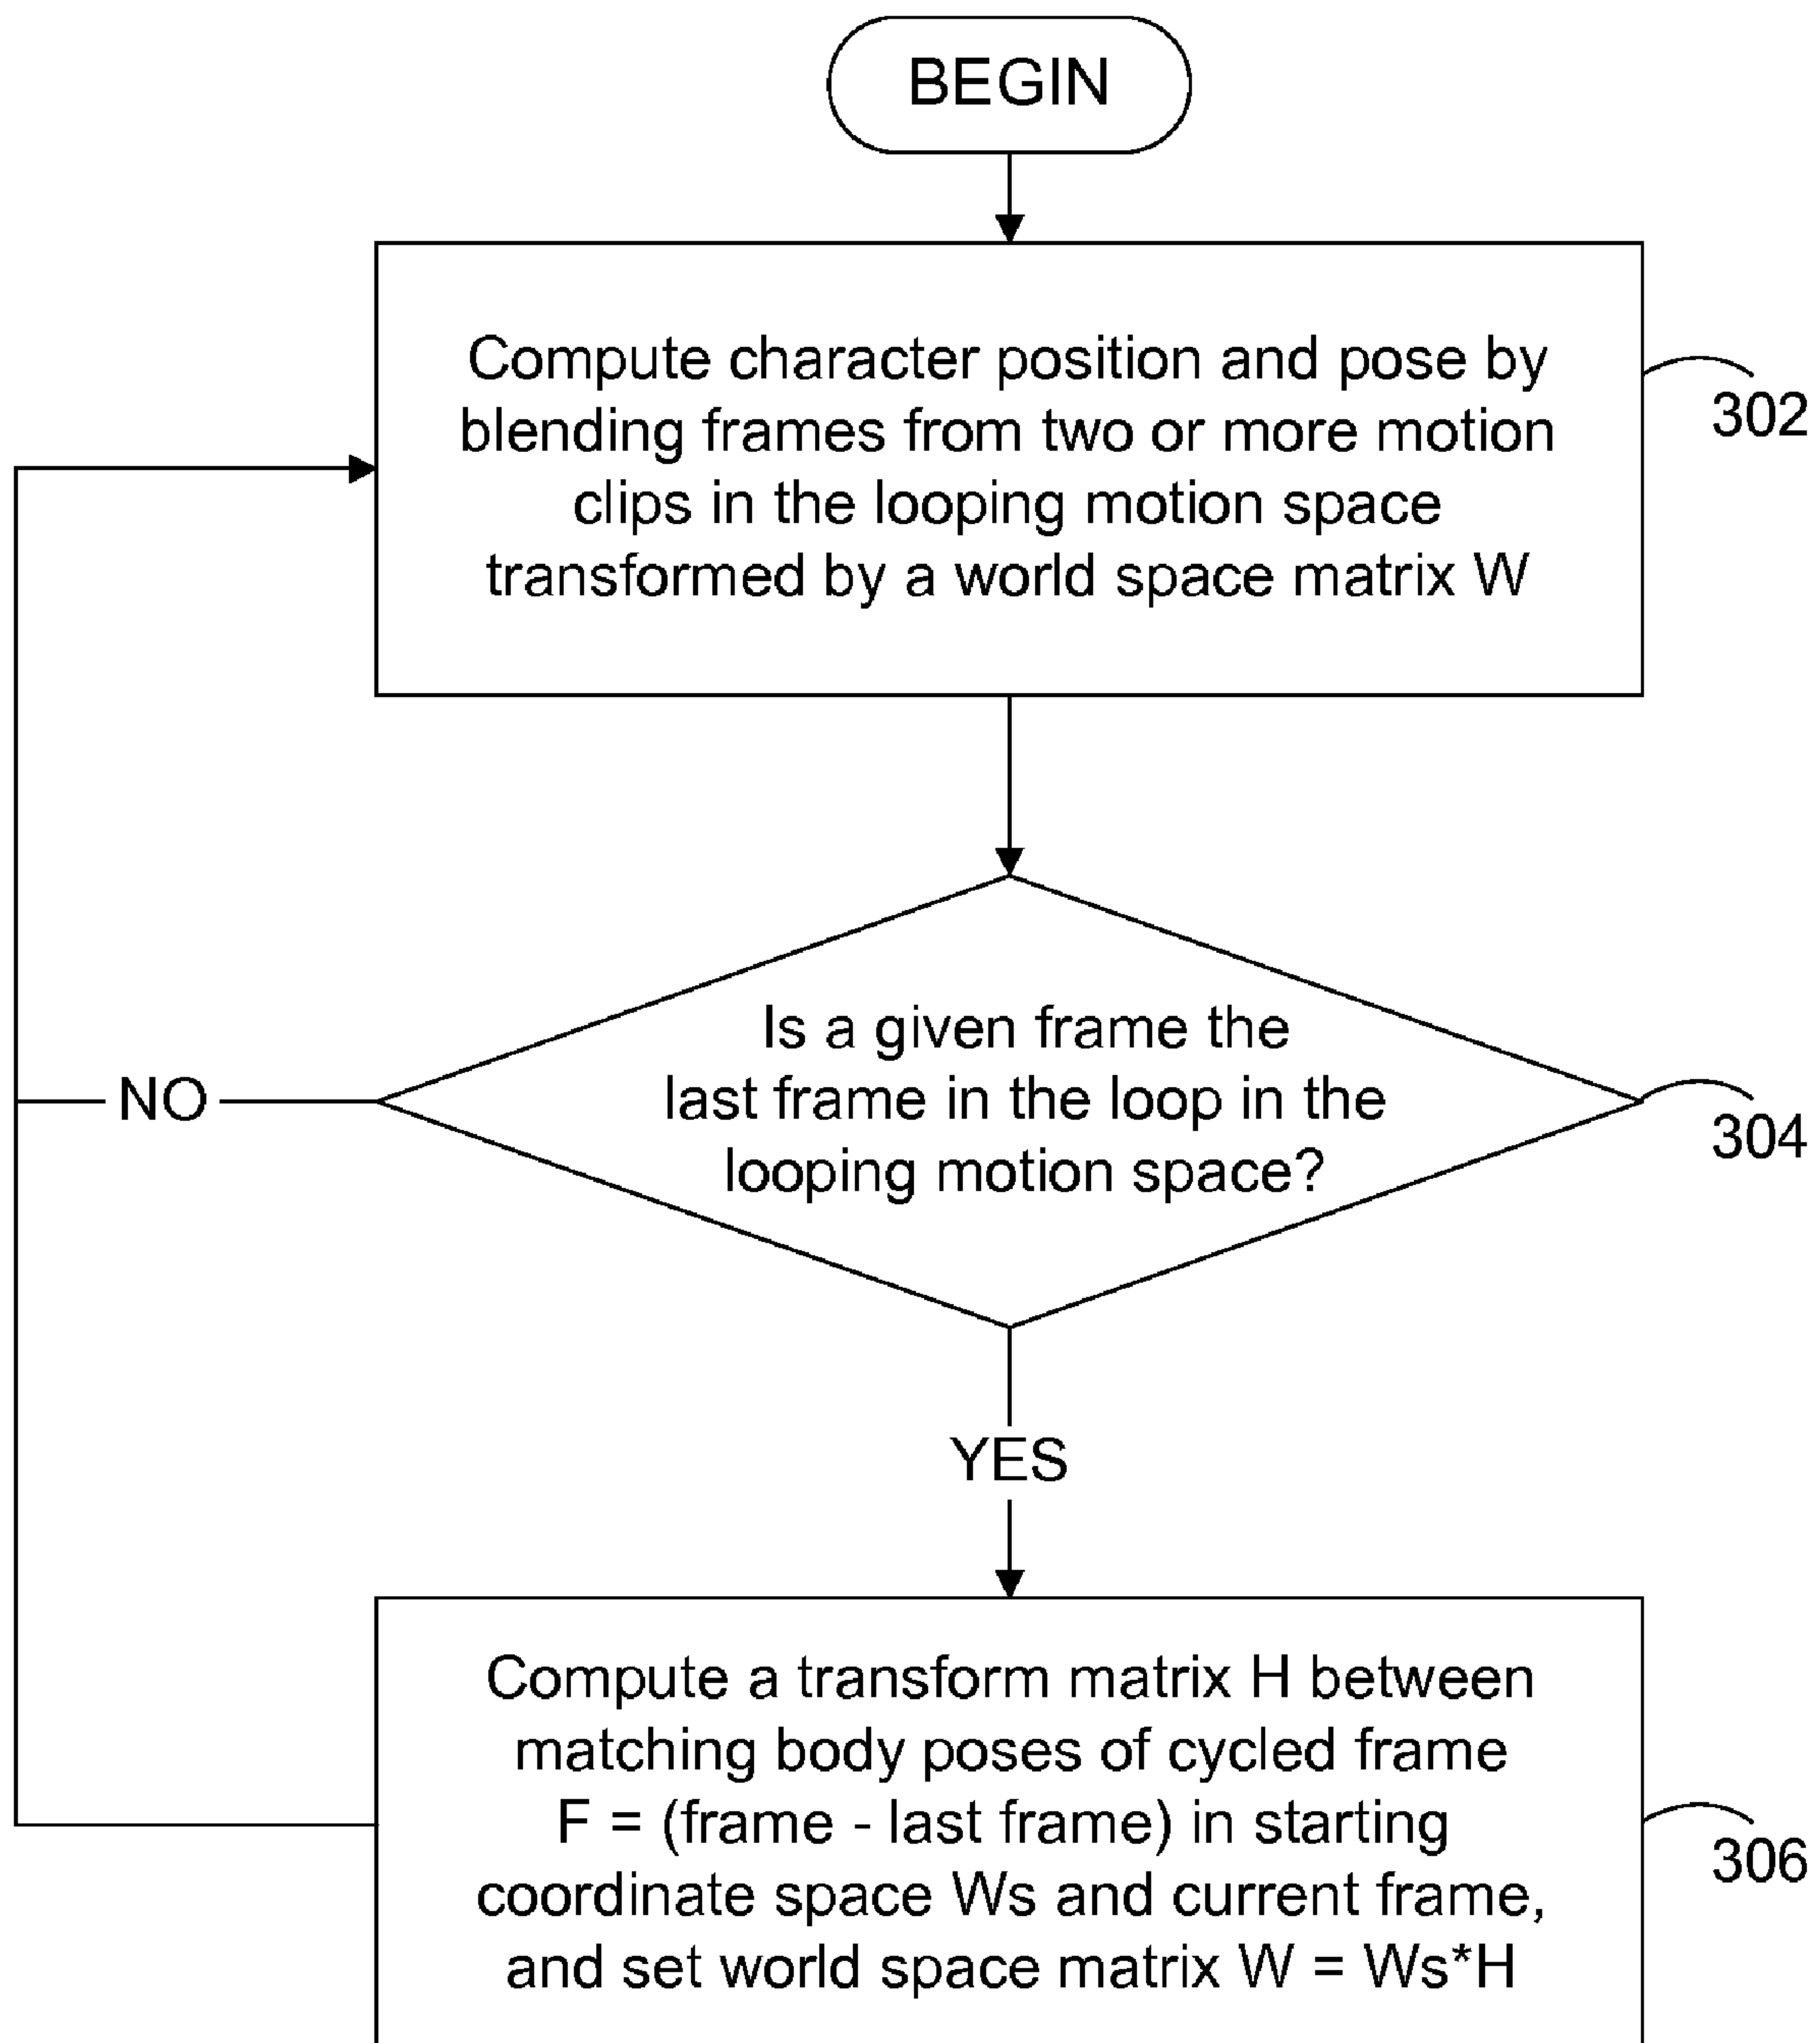 BEGIN
Compute character position and pose by
blending frames from two or more motion
clips in the looping motion space
transformed by a world space matrix W
302
Is a given frame the
last frame in the loop in the
looping motion space?
NO
304
YES
Compute a transform matrix H between
matching body poses of cycled frame
F = (frame - last frame) in starting
coordinate space Ws and current frame,
and set world space matrix W = Ws*H
306